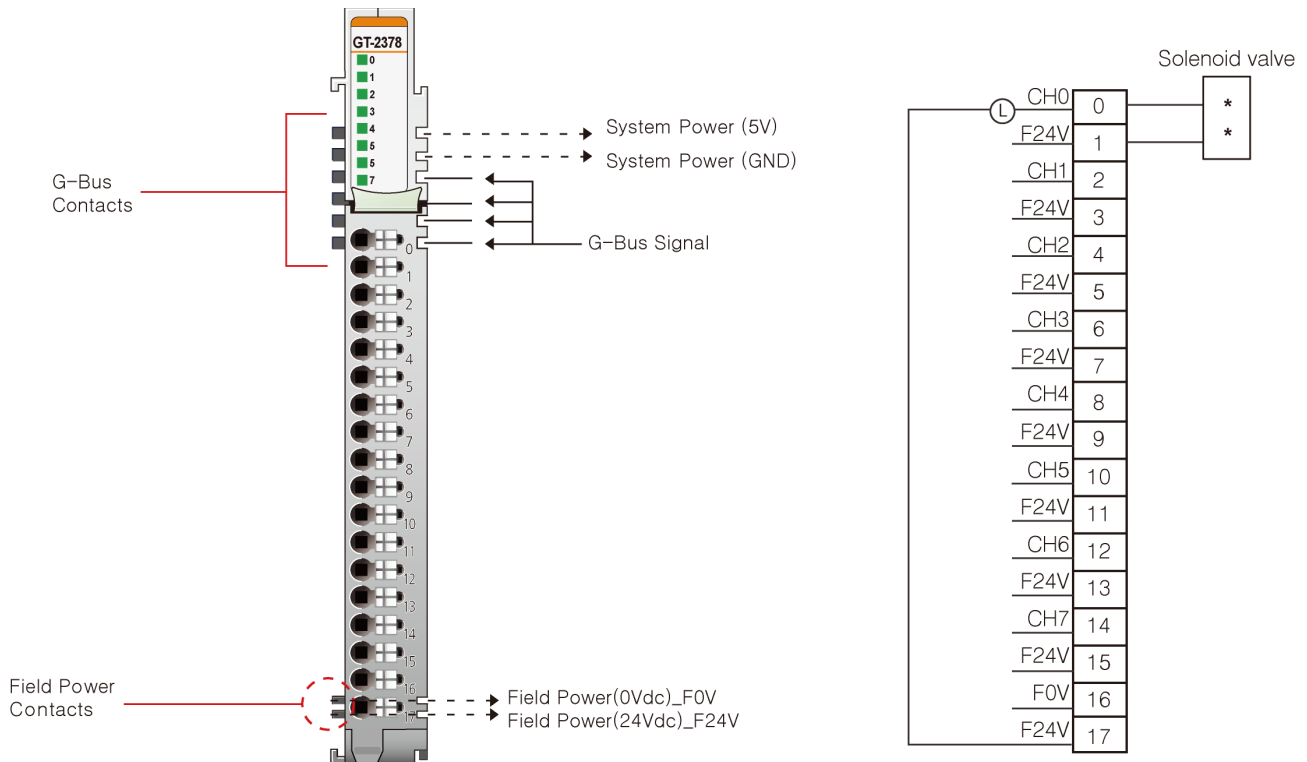 GT-2378
0
1
2
3
4
5
5
7
System Power (5V)
System Power (GND)
G-Bus
Contacts
G-Bus Signal
0
1
2
3
4
5
6
7
8
9
10
11
12
13
14
15
16
17
Field Power
Contacts
Field Power(0Vdc)_F0V
Field Power(24Vdc)_F24V
Solenoid valve
L
CH0 0 *
F24V 1 *
CH1 2
F24V 3
CH2 4
F24V 5
CH3 6
F24V 7
CH4 8
F24V 9
CH5 10
F24V 11
CH6 12
F24V 13
CH7 14
F24V 15
F0V 16
F24V 17